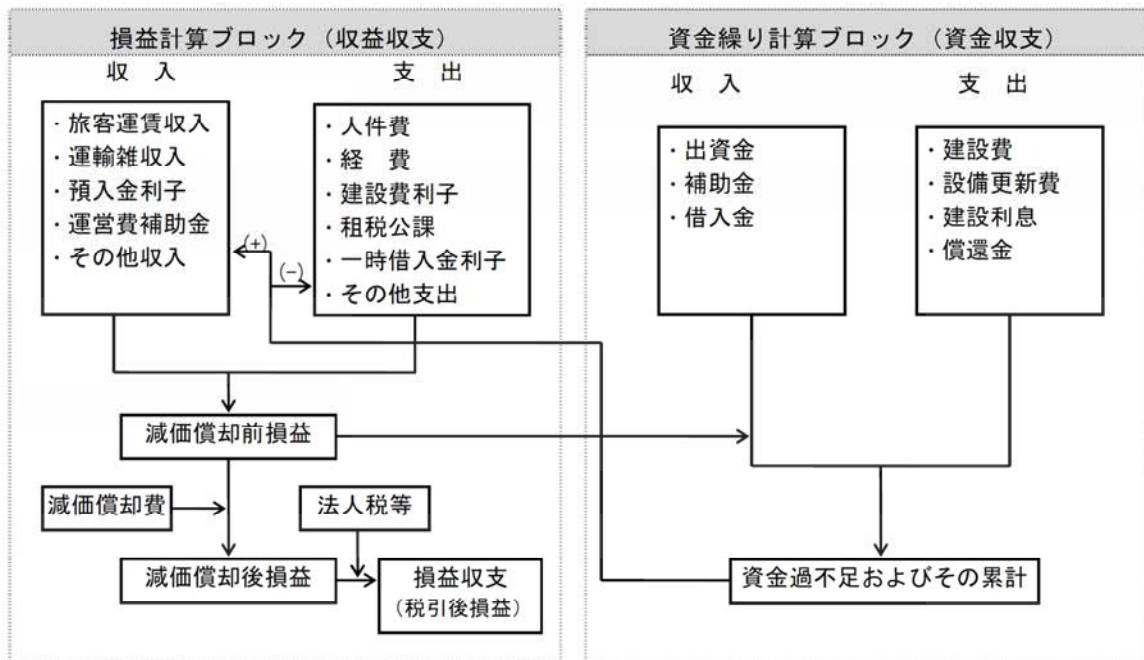 損益計算ブロック（収益収支）
収　入
支　出
・旅客運賃収入
・運輸雑収入
・預入金利子
・運営費補助金
・その他収入
・人件費
・経　費
・建設費利子
・租税公課
・一時借入金利子
・その他支出
(+)
(−)
減価償却前損益
減価償却費
法人税等
減価償却後損益
損益収支
（税引後損益）
資金繰り計算ブロック（資金収支）
収　入
支　出
・出資金
・補助金
・借入金
・建設費
・設備更新費
・建設利息
・償還金
資金過不足およびその累計